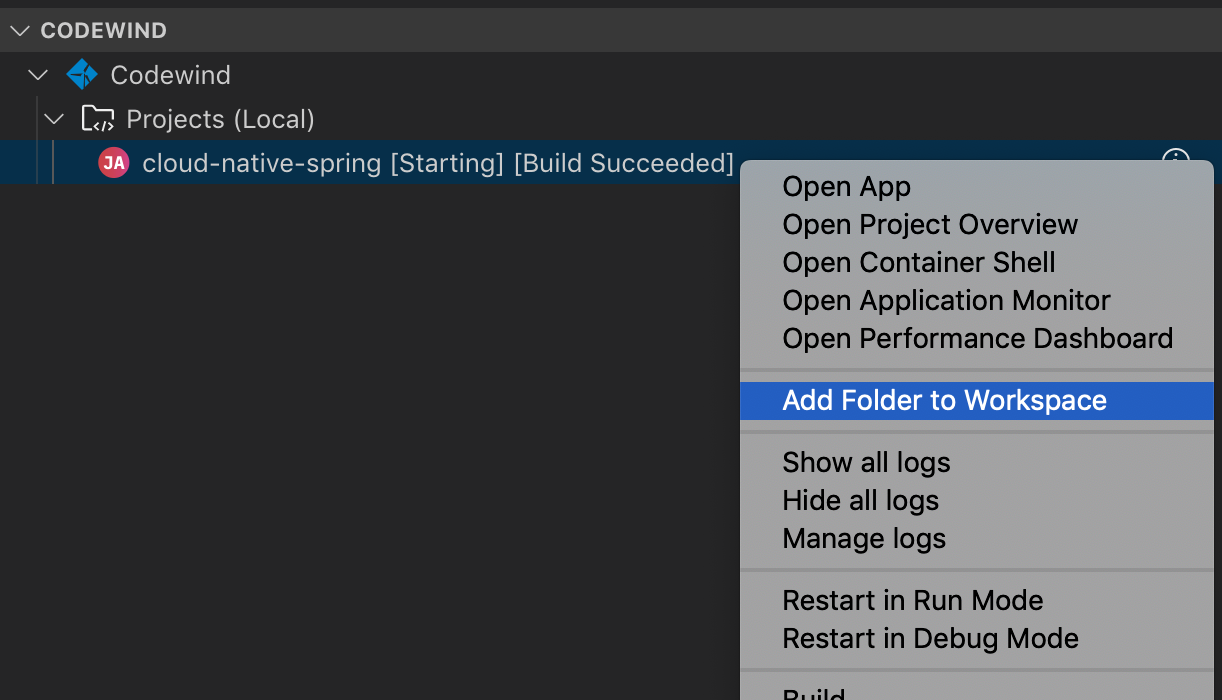 CODEWIND
Codewind
Projects (Local)
JA cloud-native-spring [Starting] [Build Succeeded]
Open App
Open Project Overview
Open Container Shell
Open Application Monitor
Open Performance Dashboard
Add Folder to Workspace
Show all logs
Hide all logs
Manage logs
Restart in Run Mode
Restart in Debug Mode
Build